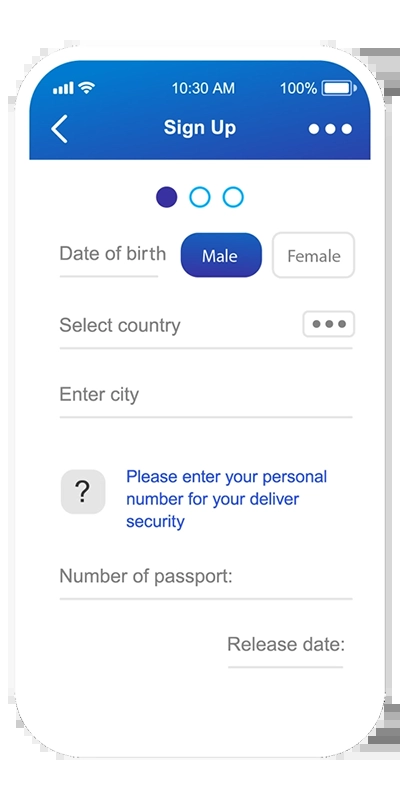 10:30 AM 100%
Sign Up
Date of birth Male Female
Select country
Enter city
? Please enter your personal
number for your deliver
security
Number of passport:
Release date: